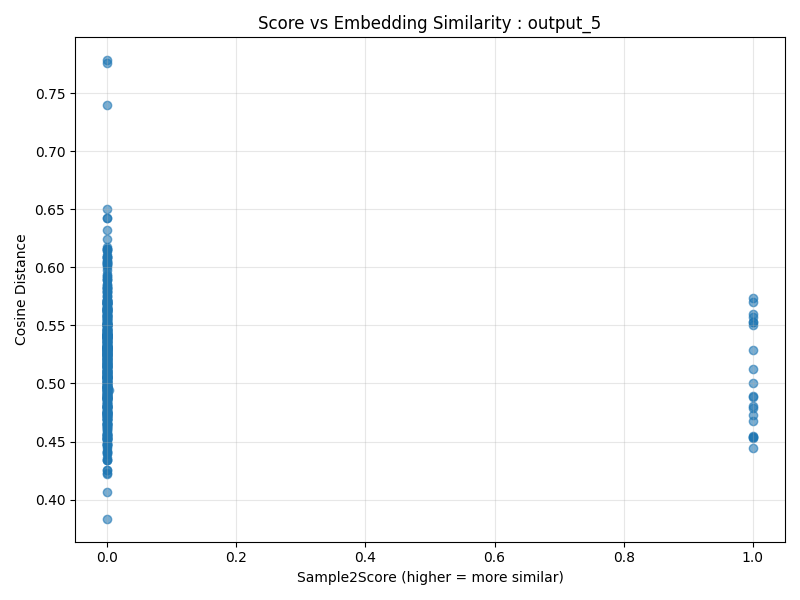 Score vs Embedding Similarity : output_5
Cosine Distance
0.75
0.70
0.65
0.60
0.55
0.50
0.45
0.40
0.0 0.2 0.4 0.6 0.8 1.0
Sample2Score (higher = more similar)